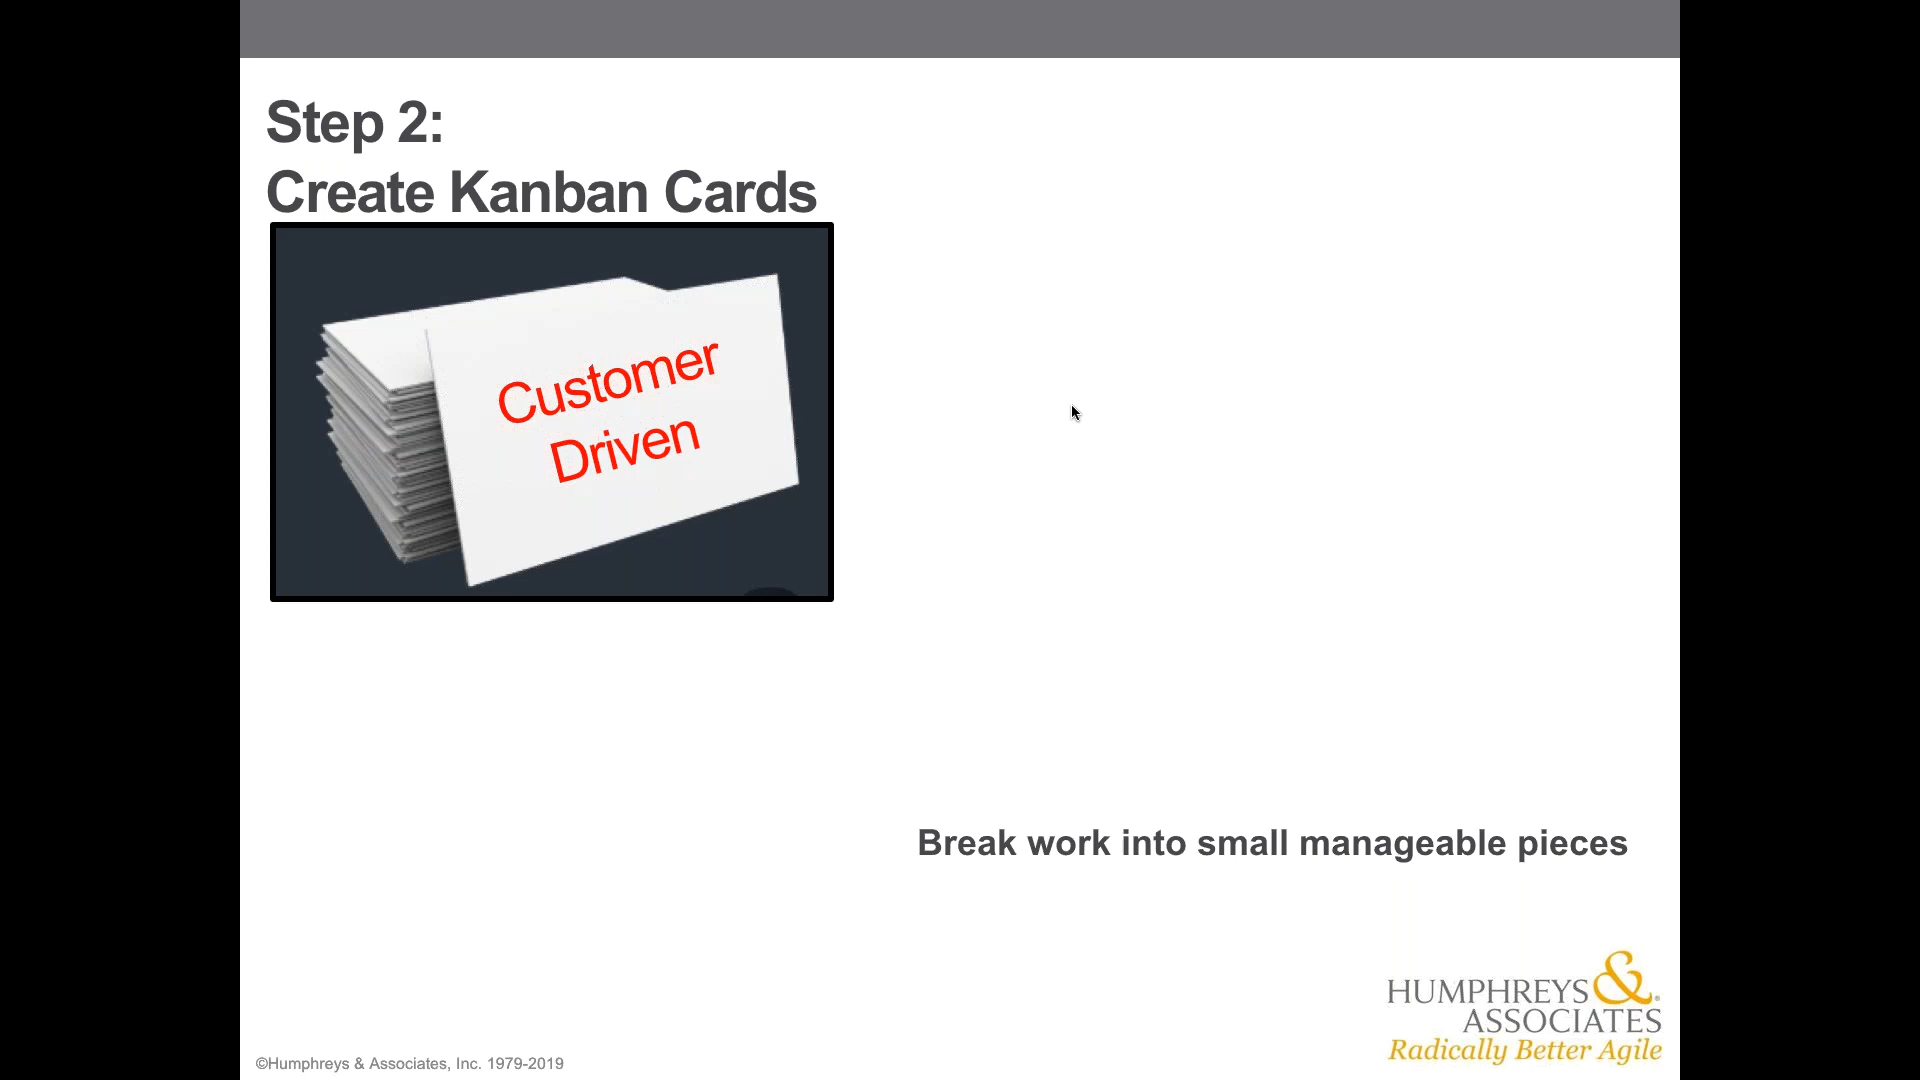 Step 2:
Create Kanban Cards
Customer
Driven
Break work into small manageable pieces
HUMPHREYS &®
ASSOCIATES
Radically Better Agile
©Humphreys & Associates, Inc. 1979-2019